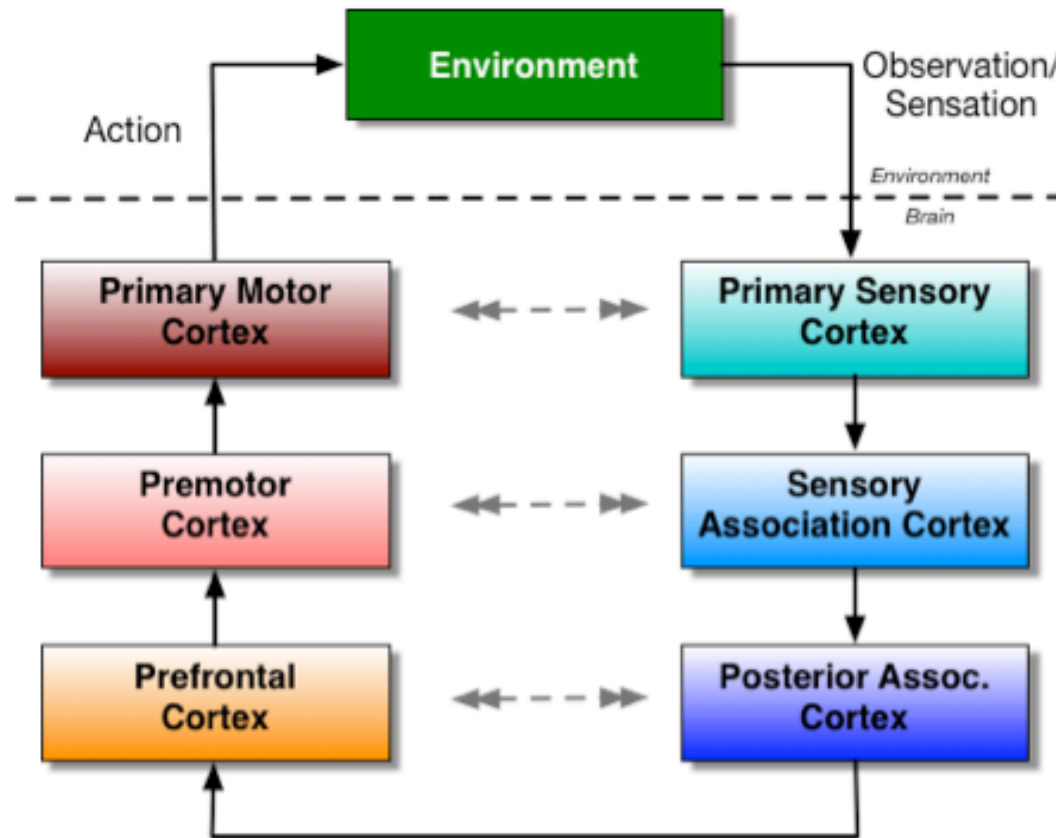 Environment
Observation/
Sensation
Action
Environment
Brain
Primary Motor
Cortex
Primary Sensory
Cortex
Premotor
Cortex
Sensory
Association Cortex
Prefrontal
Cortex
Posterior Assoc.
Cortex